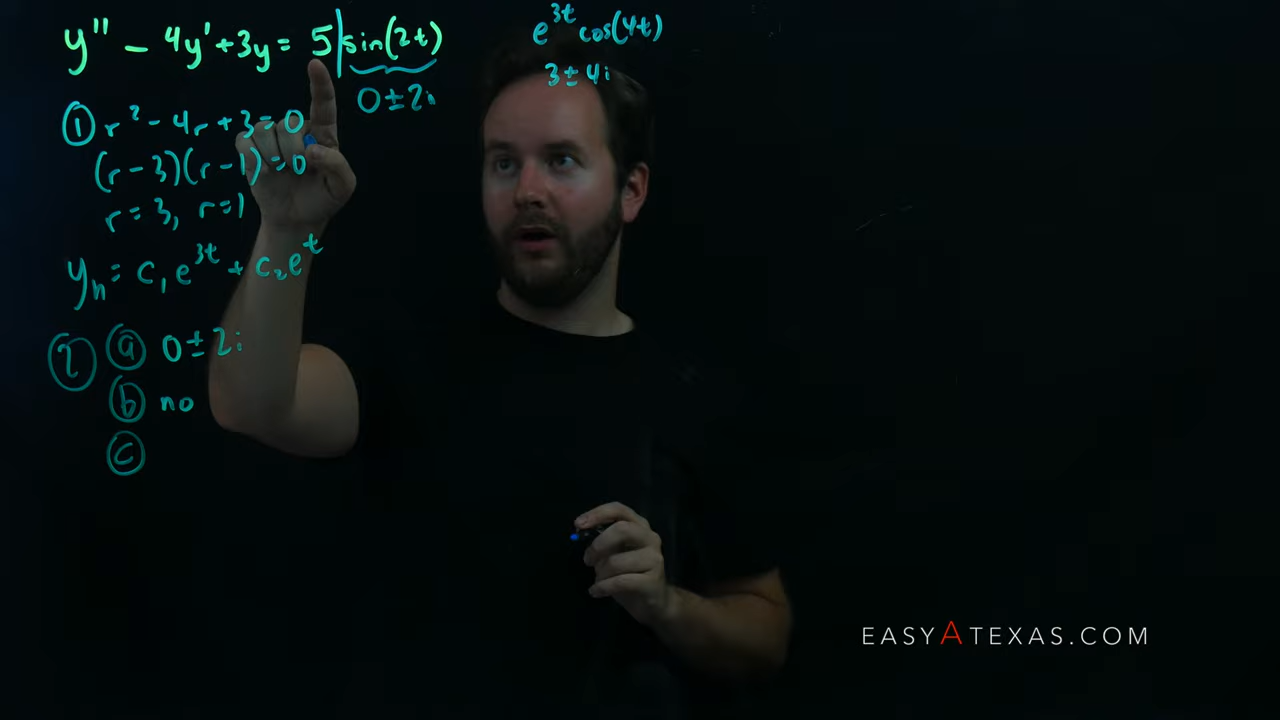 y'' - 4y' + 3y = 5|sin(2t)
0 ± 2i
e^{3t} cos(4t)
3 ± 4i
① r² - 4r + 3 = 0
(r - 3)(r - 1) = 0
r = 3, r = 1
y_h = c₁e^{3t} + c₂e^t
② ⓐ 0 ± 2i
ⓑ no
ⓒ
EASYATEXAS.COM